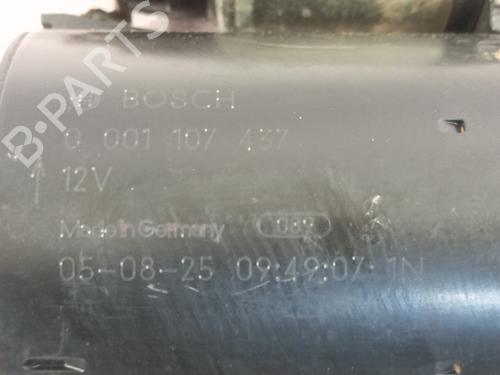 B-PARTS
BOSCH
0 001 107 437
12V
Made in Germany
05-08-25 09:49:07 1N